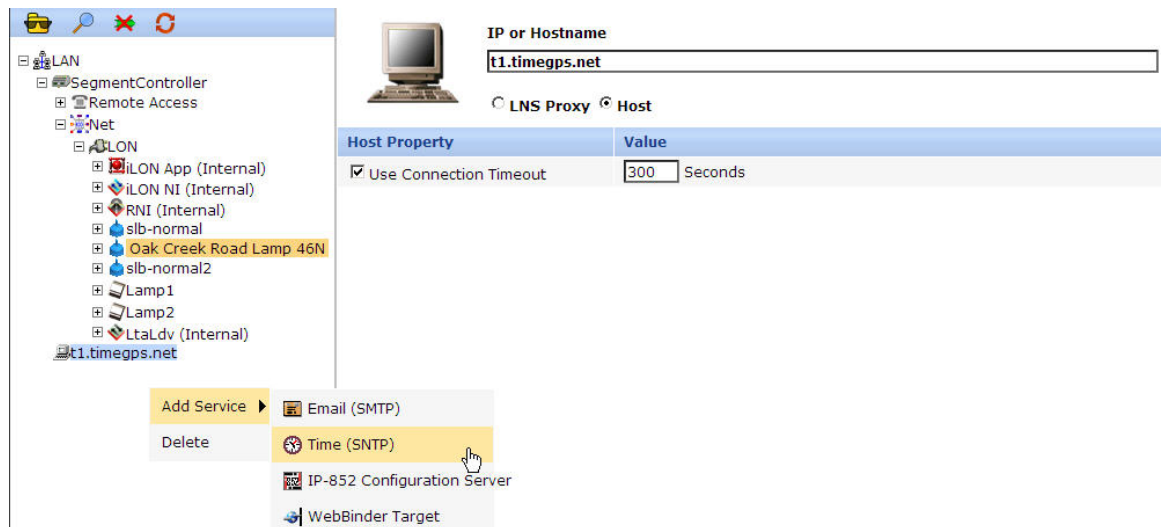 LAN
SegmentController
Remote Access
Net
LON
iLON App (Internal)
iLON NI (Internal)
RNI (Internal)
slb-normal
Oak Creek Road Lamp 46N
slb-normal2
Lamp1
Lamp2
LtaLdv (Internal)
t1.timegps.net
IP or Hostname
t1.timegps.net
LNS Proxy Host
Host Property Value
Use Connection Timeout 300 Seconds
Add Service
Delete
Email (SMTP)
Time (SNTP)
852 IP-852 Configuration Server
WebBinder Target